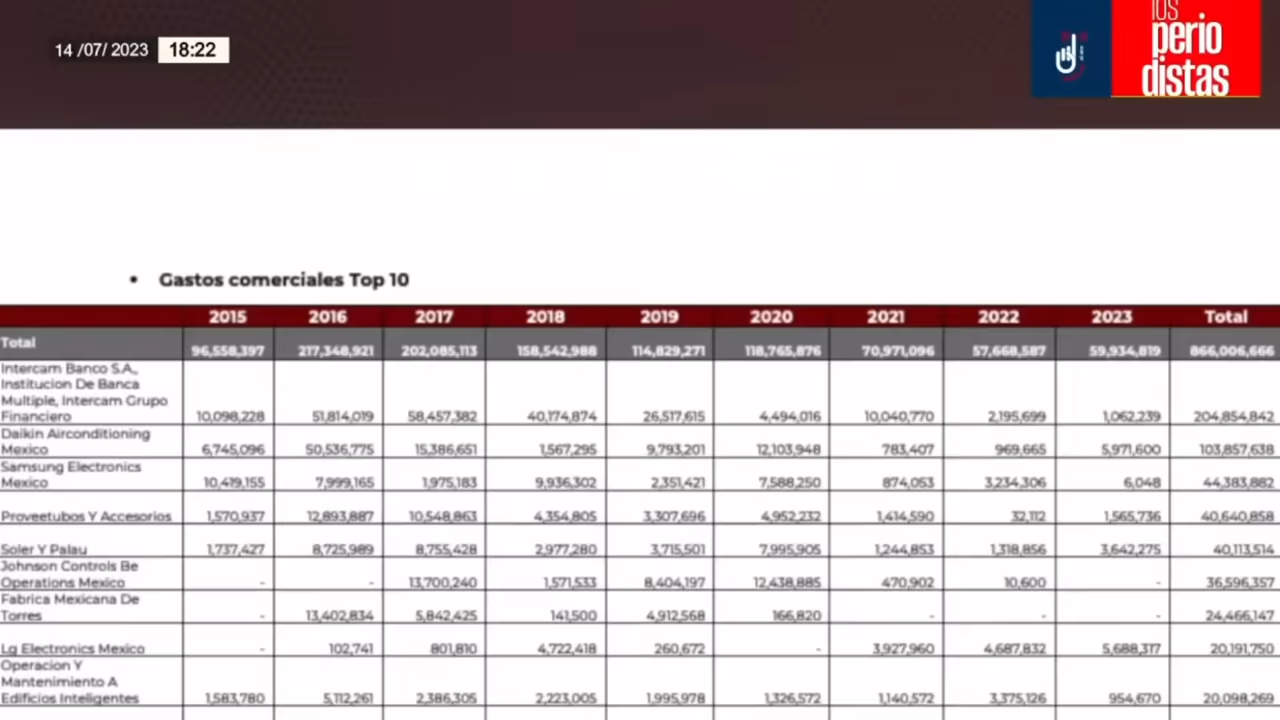 14 /07/ 2023 18:22
los
perio
distas
• Gastos comerciales Top 10
2015 2016 2017 2018 2019 2020 2021 2022 2023 Total
Total 96,558,397 217,348,921 202,085,113 158,542,988 114,829,271 118,765,876 70,971,096 57,668,587 59,934,819 866,006,666
Intercam Banco S.A.,
Institucion De Banca
Multiple, Intercam Grupo
Financiero 10,098,228 51,814,019 58,457,382 40,174,874 26,517,615 4,494,016 10,040,770 2,195,699 1,062,239 204,854,842
Daikin Airconditioning
Mexico 6,745,096 50,536,775 15,386,651 1,567,295 9,793,201 12,103,948 783,407 969,665 5,971,600 103,857,638
Samsung Electronics
Mexico 10,419,155 7,999,165 1,975,183 9,936,302 2,351,421 7,588,250 874,053 3,234,306 6,048 44,383,882
Proveetubos Y Accesorios 1,570,937 12,893,887 10,548,863 4,354,805 3,307,696 4,952,232 1,414,590 32,112 1,565,736 40,640,858
Soler Y Palau 1,737,427 8,725,989 8,755,428 2,977,280 3,715,501 7,995,905 1,244,853 1,318,856 3,642,275 40,113,514
Johnson Controls Be
Operations Mexico - - 13,700,240 1,571,533 8,404,197 12,438,885 470,902 10,600 - 36,596,357
Fabrica Mexicana De
Torres - 13,402,834 5,842,425 141,500 4,912,568 166,820 - - - 24,466,147
Lg Electronics Mexico - 102,741 801,810 4,722,418 260,672 - 3,927,960 4,687,832 5,688,317 20,191,750
Operacion Y
Mantenimiento A
Edificios Inteligentes 1,583,780 5,112,261 2,386,305 2,223,005 1,995,978 1,326,572 1,140,572 3,375,126 954,670 20,098,269